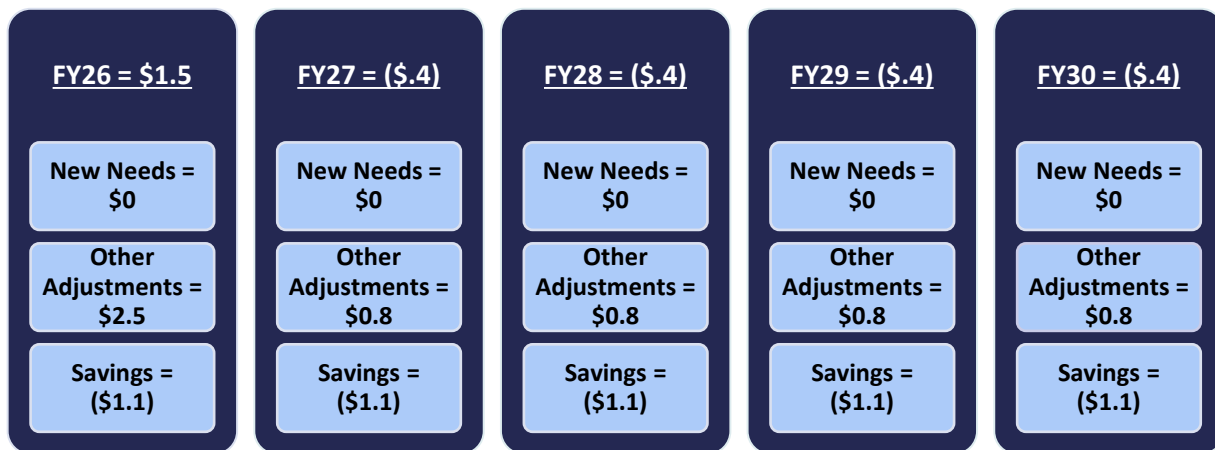 FY26 = $1.5
New Needs =
$0
Other
Adjustments =
$2.5
Savings =
($1.1)
FY27 = ($.4)
New Needs =
$0
Other
Adjustments =
$0.8
Savings =
($1.1)
FY28 = ($.4)
New Needs =
$0
Other
Adjustments =
$0.8
Savings =
($1.1)
FY29 = ($.4)
New Needs =
$0
Other
Adjustments =
$0.8
Savings =
($1.1)
FY30 = ($.4)
New Needs =
$0
Other
Adjustments =
$0.8
Savings =
($1.1)